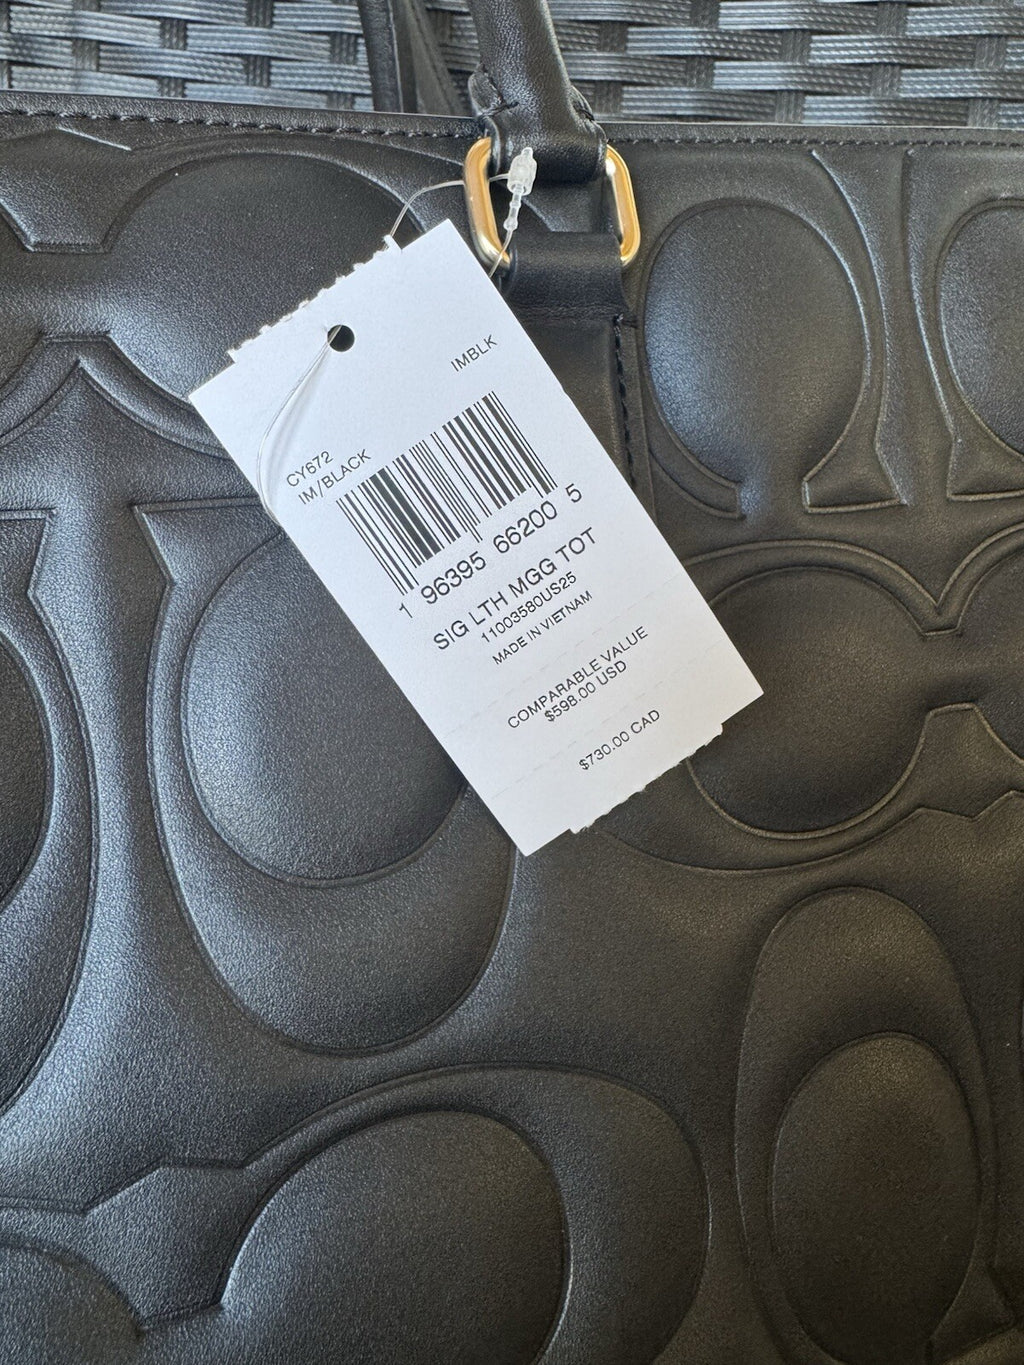 IMBLK
CY672
IM/BLACK
1 96395 66200 5
SIG LTH MGG TOT
11003580US25
MADE IN VIETNAM
COMPARABLE VALUE
$598.00 USD
$730.00 CAD